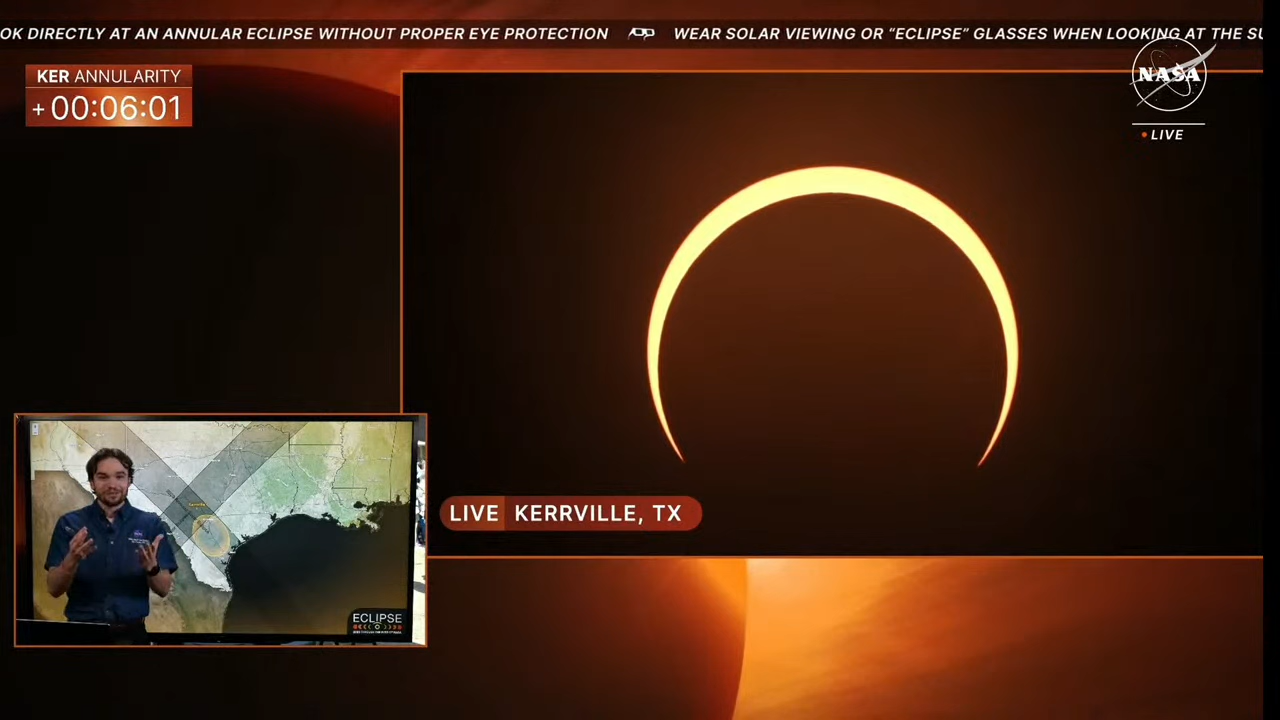 OK DIRECTLY AT AN ANNULAR ECLIPSE WITHOUT PROPER EYE PROTECTION WEAR SOLAR VIEWING OR “ECLIPSE” GLASSES WHEN LOOKING AT THE SU
KER ANNULARITY
+00:06:01
NASA
LIVE
LIVE KERRVILLE, TX
ECLIPSE